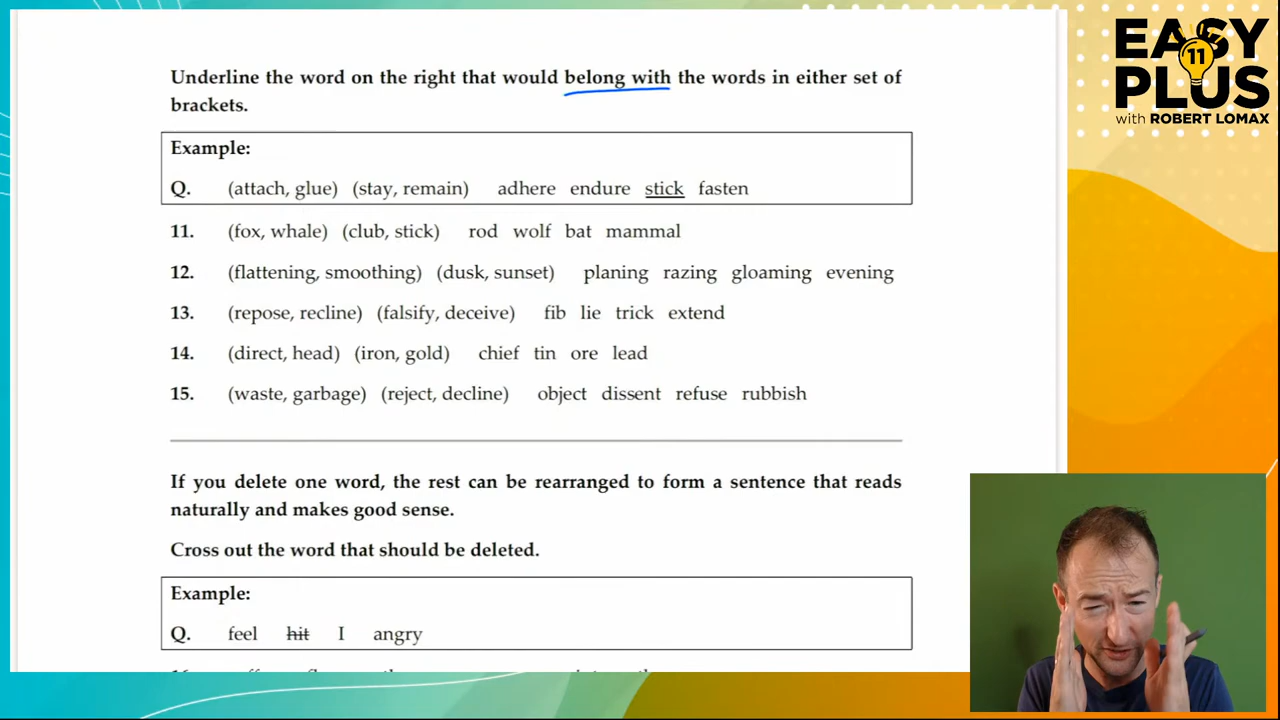 EASY
11
PLUS
with ROBERT LOMAX
Underline the word on the right that would belong with the words in either set of
brackets.
Example:
Q. (attach, glue) (stay, remain) adhere endure stick fasten
11. (fox, whale) (club, stick) rod wolf bat mammal
12. (flattening, smoothing) (dusk, sunset) planing razing gloaming evening
13. (repose, recline) (falsify, deceive) fib lie trick extend
14. (direct, head) (iron, gold) chief tin ore lead
15. (waste, garbage) (reject, decline) object dissent refuse rubbish
If you delete one word, the rest can be rearranged to form a sentence that reads
naturally and makes good sense.
Cross out the word that should be deleted.
Example:
Q. feel hit I angry